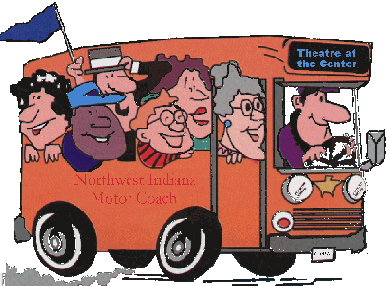 Theatre at
the Center
Northwest Indiana
Motor Coach